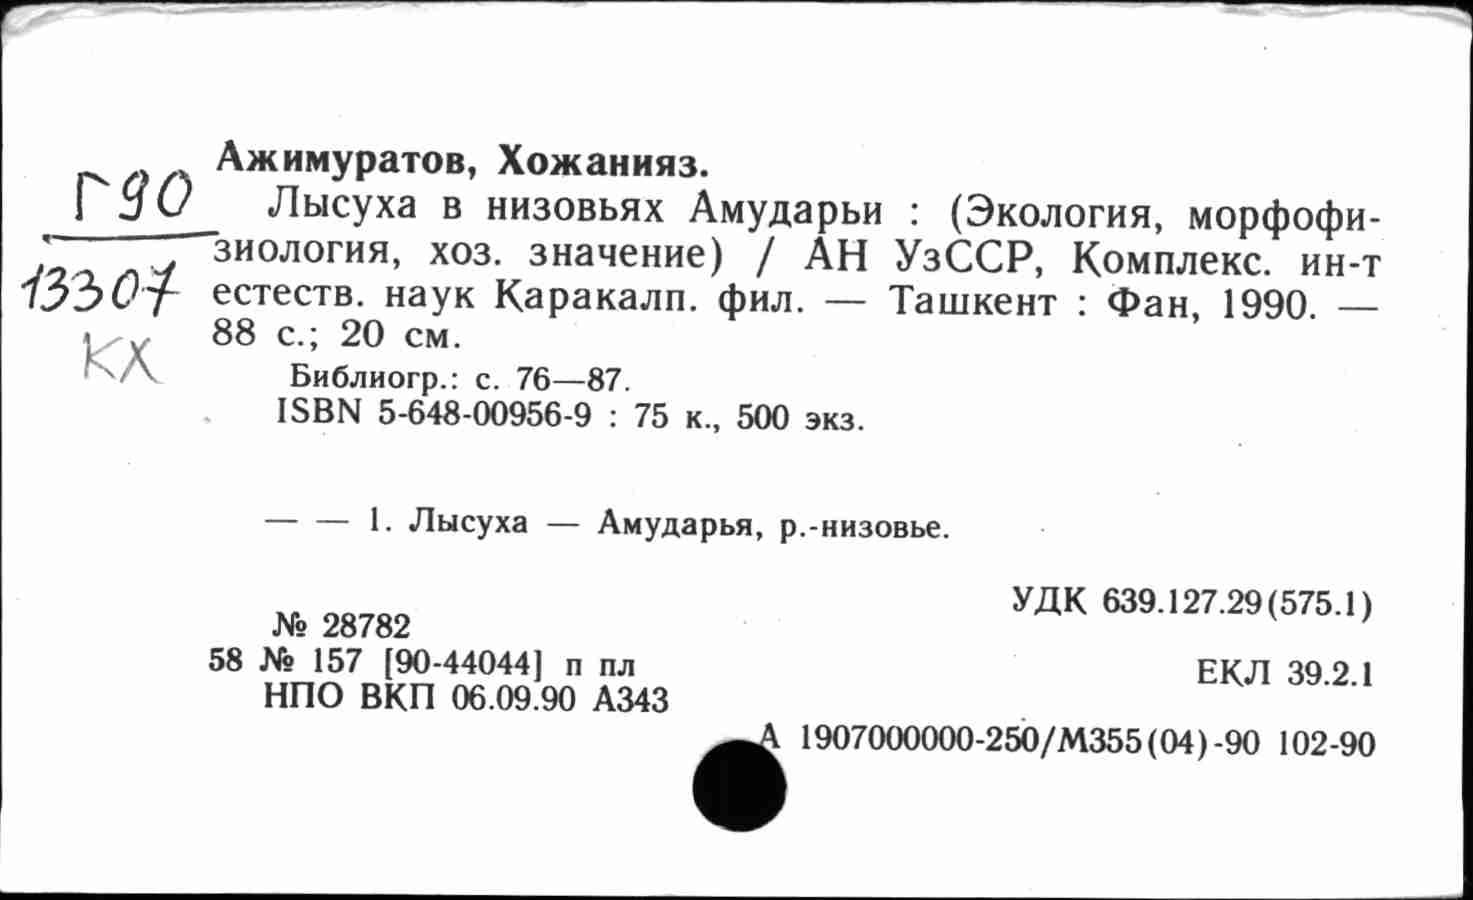 Ажимуратов, Хожанияз.
Г90
Лысуха в низовьях Амударьи : (Экология, морфофи-
зиология, хоз. значение) / АН УзССР, Комплекс. ин-т
13307
естеств. наук Каракалп. фил. — Ташкент : Фан, 1990. —
88 с.; 20 см.
КХ
Библиогр.: с. 76—87.
ISBN 5-648-00956-9 : 75 к., 500 экз.
— — 1. Лысуха — Амударья, р.-низовье.
УДК 639.127.29(575.1)
№ 28782
58 № 157 [90-44044] п пл
ЕКЛ 39.2.1
НПО ВКП 06.09.90 А343
А 1907000000-250/М355(04)-90 102-90